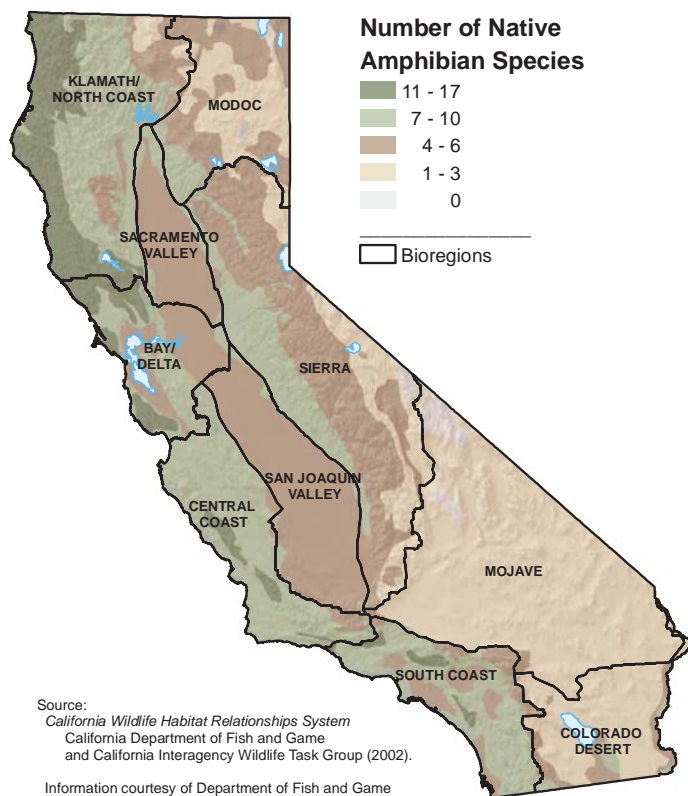 Number of Native
Amphibian Species
11 - 17
7 - 10
4 - 6
1 - 3
0
Bioregions
KLAMATH/
NORTH COAST
MODOC
SACRAMENTO
VALLEY
BAY/
DELTA
SIERRA
SAN JOAQUIN
VALLEY
CENTRAL
COAST
MOJAVE
SOUTH COAST
COLORADO
DESERT
Source:
California Wildlife Habitat Relationships System
California Department of Fish and Game
and California Interagency Wildlife Task Group (2002).
Information courtesy of Department of Fish and Game